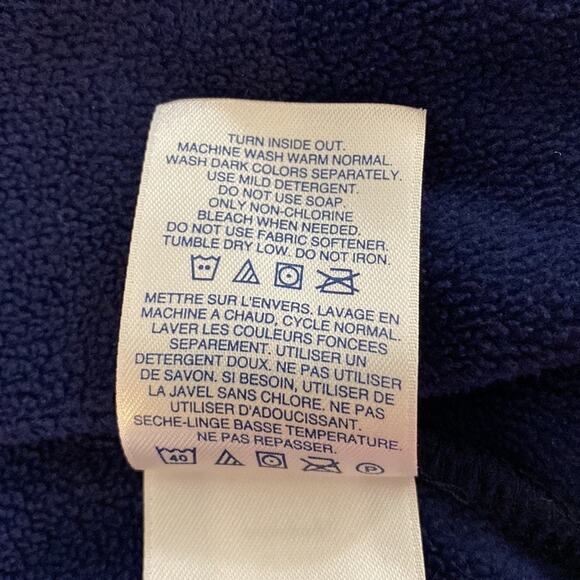 TURN INSIDE OUT.
MACHINE WASH WARM NORMAL.
WASH DARK COLORS SEPARATELY.
USE MILD DETERGENT.
DO NOT USE SOAP.
ONLY NON-CHLORINE
BLEACH WHEN NEEDED.
DO NOT USE FABRIC SOFTENER.
TUMBLE DRY LOW. DO NOT IRON.
METTRE SUR L'ENVERS. LAVAGE EN
MACHINE A CHAUD, CYCLE NORMAL.
LAVER LES COULEURS FONCEES
SEPAREMENT. UTILISER UN
DETERGENT DOUX. NE PAS UTILISER
DE SAVON. SI BESOIN, UTILISER DE
LA JAVEL SANS CHLORE. NE PAS
UTILISER D'ADOUCISSANT.
SECHE-LINGE BASSE TEMPERATURE.
NE PAS REPASSER.
40 P